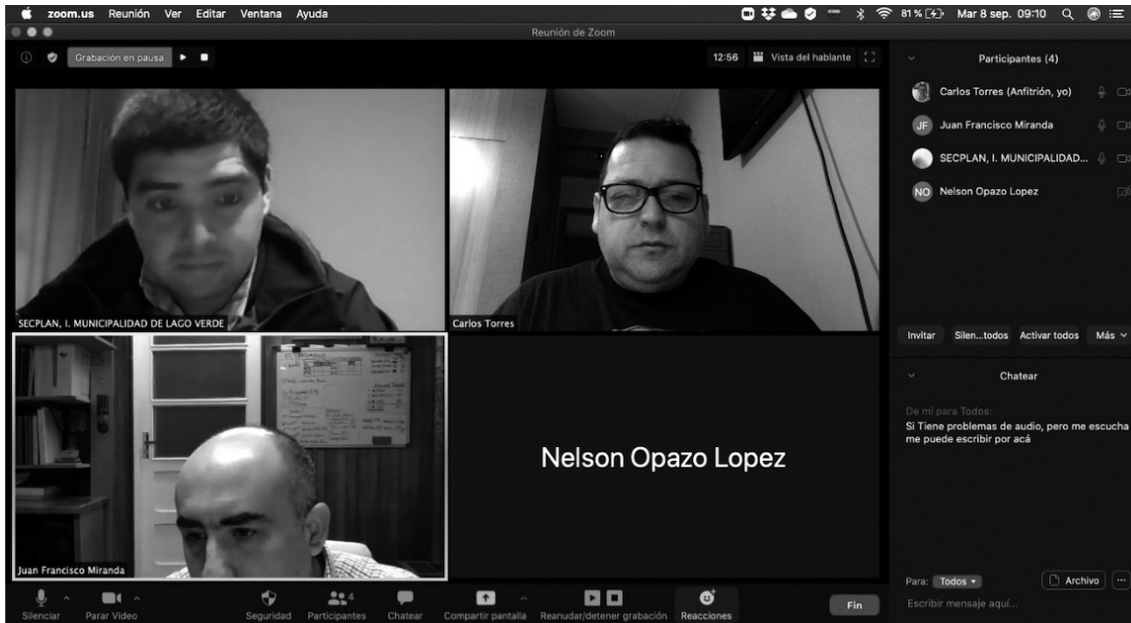 zoom.us Reunión Ver Editar Ventana Ayuda
81 % Mar 8 sep. 09:10
Reunión de Zoom
Grabación en pausa
12:56 Vista del hablante
Participantes (4)
Carlos Torres (Anfitrión, yo)
JF Juan Francisco Miranda
SECPLAN, I. MUNICIPALIDAD...
NO Nelson Opazo Lopez
SECPLAN, I. MUNICIPALIDAD DE LAGO VERDE
Carlos Torres
Juan Francisco Miranda
Nelson Opazo Lopez
Invitar Silen...todos Activar todos Más
Chatear
De mí para Todos:
Si Tiene problemas de audio, pero me escucha
me puede escribir por acá
Para: Todos Archivo ...
Escribir mensaje aquí...
Silenciar Parar Video Seguridad Participantes 4 Chatear Compartir pantalla Reanudar/detener grabación Reacciones Fin